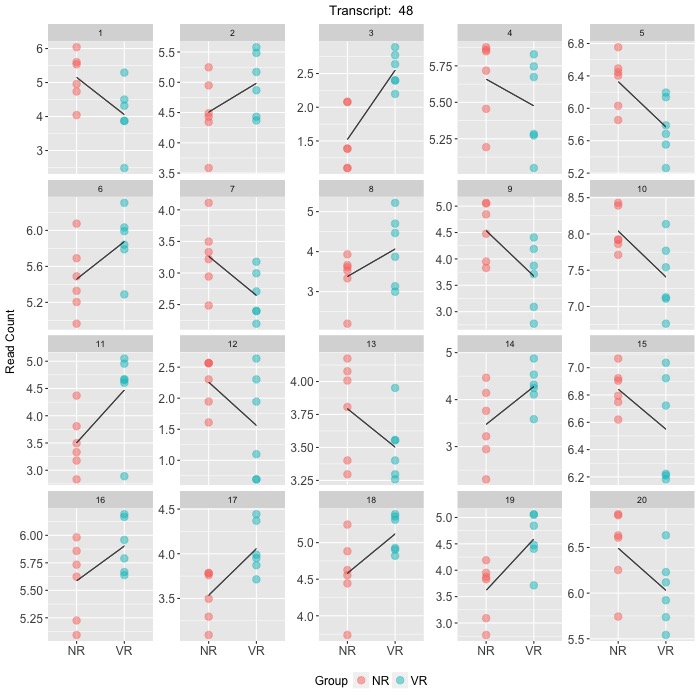 Transcript: 48
1 2 3 4 5
6 5 4 3
5.5 5.0 4.5 4.0 3.5
2.5 2.0 1.5
5.75 5.50 5.25
6.8 6.4 6.0 5.6 5.2
6 7 8 9 10
6.0 5.6 5.2
4.0 3.5 3.0 2.5
5 4 3
5.0 4.5 4.0 3.5 3.0
8.5 8.0 7.5 7.0
Read Count
11 12 13 14 15
5.0 4.5 4.0 3.5 3.0
2.5 2.0 1.5 1.0
4.00 3.75 3.50 3.25
5 4 3
7.0 6.8 6.6 6.4 6.2
16 17 18 19 20
6.00 5.75 5.50 5.25
4.5 4.0 3.5
5.0 4.5 4.0
5.0 4.5 4.0 3.5 3.0
6.5 6.0 5.5
NR VR NR VR NR VR NR VR NR VR
Group NR VR